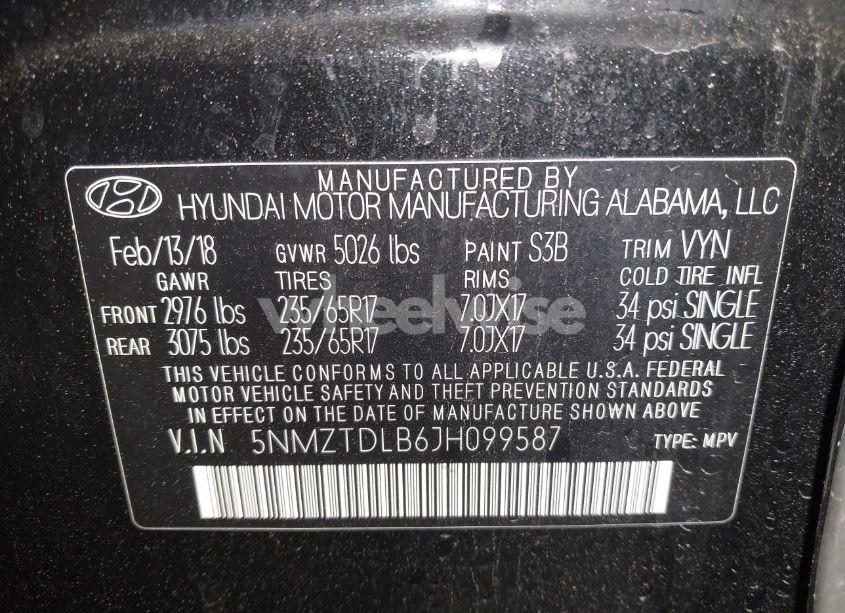 MANUFACTURED BY
HYUNDAI MOTOR MANUFACTURING ALABAMA, LLC
Feb/13/18 GVWR 5026 lbs PAINT S3B TRIM VYN
GAWR TIRES RIMS COLD TIRE INFL
FRONT 2976 lbs 235/65R17 7.0JX17 34 psi SINGLE
REAR 3075 lbs 235/65R17 7.0JX17 34 psi SINGLE
wheelwise
THIS VEHICLE CONFORMS TO ALL APPLICABLE U.S.A. FEDERAL
MOTOR VEHICLE SAFETY AND THEFT PREVENTION STANDARDS
IN EFFECT ON THE DATE OF MANUFACTURE SHOWN ABOVE
V.I.N 5NMZTDLB6JH099587 TYPE: MPV